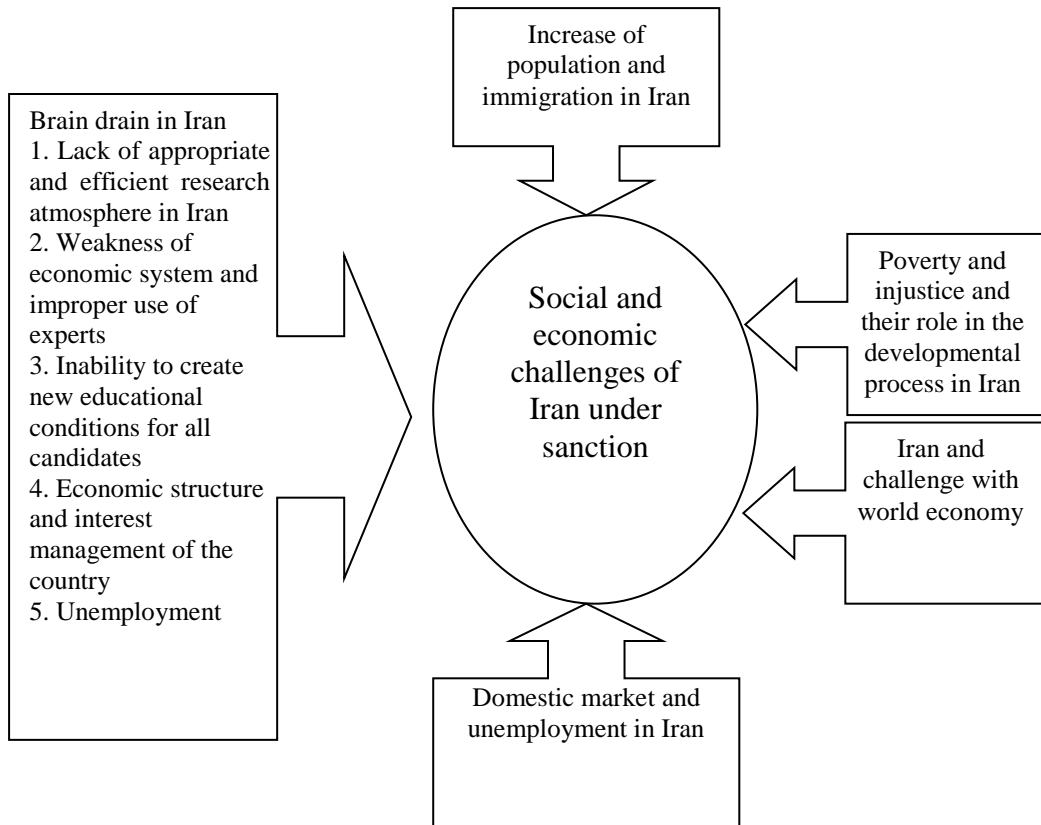 Increase of
population and
immigration in Iran
Brain drain in Iran
1. Lack of appropriate
and efficient research
atmosphere in Iran
2. Weakness of
economic system and
improper use of
experts
3. Inability to create
new educational
conditions for all
candidates
4. Economic structure
and interest
management of the
country
5. Unemployment
Social and
economic
challenges of
Iran under
sanction
Poverty and
injustice and
their role in the
developmental
process in Iran
Iran and
challenge with
world economy
Domestic market and
unemployment in Iran